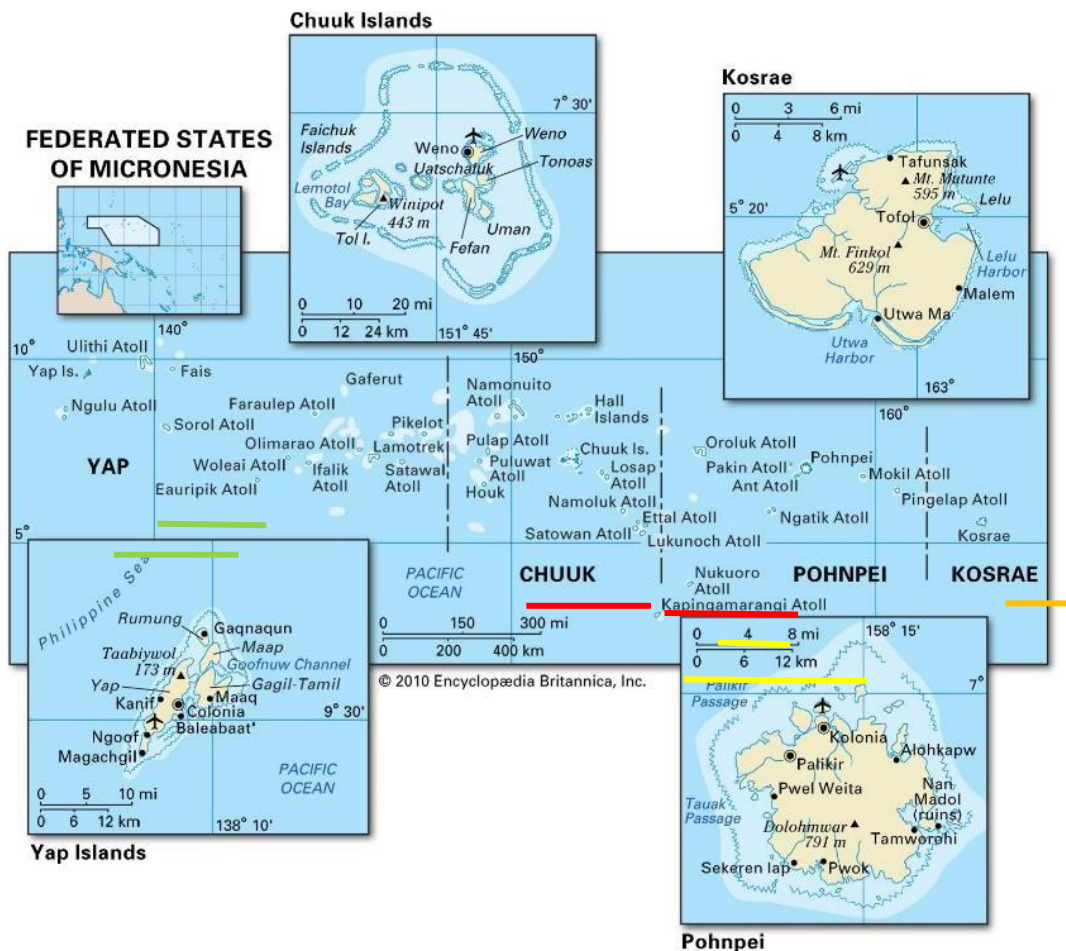 Chuuk Islands
7° 30'
Faichuk
Islands
Weno
Weno
Uatschaluk
Tonoas
Lemotol
Bay
Winipot
443 m
Tol I.
Fefan
Uman
0 10 20 mi
0 12 24 km
151° 45'
Kosrae
0 3 6 mi
0 4 8 km
Tafunsak
Mt. Mutunte
595 m
5° 20'
Lelu
Tofol
Mt. Finkol
629 m
Lelu
Harbor
Malem
Utwa Ma
Utwa
Harbor
163°
FEDERATED STATES
OF MICRONESIA
140°
150°
160°
10°
Ulithi Atoll
Yap Is.
Fais
Ngulu Atoll
Gaferut
Faraulep Atoll
Sorol Atoll
Pikelot
Olimarao Atoll
Lamotrek
YAP
Woleai Atoll
Ifalik
Atoll
Satawal
Atoll
Eauripik Atoll
Namonuito
Atoll
Hall
Islands
Pulap Atoll
Chuuk Is.
Puluwat
Atoll
Losap
Atoll
Houk
Namoluk Atoll
Ettal Atoll
Satowan Atoll
Lukunoch Atoll
Oroluk Atoll
Pohnpei
Pakin Atoll
Ant Atoll
Mokil Atoll
Pingelap Atoll
Ngatik Atoll
Kosrae
5°
PACIFIC
OCEAN
CHUUK
Nukuoro
Atoll
POHNPEI
KOSRAE
Kapingamarangi Atoll
0 150 300 mi
0 200 400 km
© 2010 Encyclopædia Britannica, Inc.
Philippine Sea
Rumung
Gaqnaqun
Taabiywol
173 m
Maap
Goofnuw Channel
Yap
Gagil-Tamil
Kanif
Maaq
Colonia
Baleabaat'
9° 30'
Ngoof
Magachgil
PACIFIC
OCEAN
0 5 10 mi
0 6 12 km
138° 10'
Yap Islands
0 4 8 mi
0 6 12 km
158° 15'
7°
Palikir
Passage
Kolonia
Alohkapw
Palikir
Pwel Weita
Nan
Madol
(ruins)
Tauak
Passage
Dolohmwar
791 m
Tamworohi
Sekeren Iap
Pwok
Pohnpei